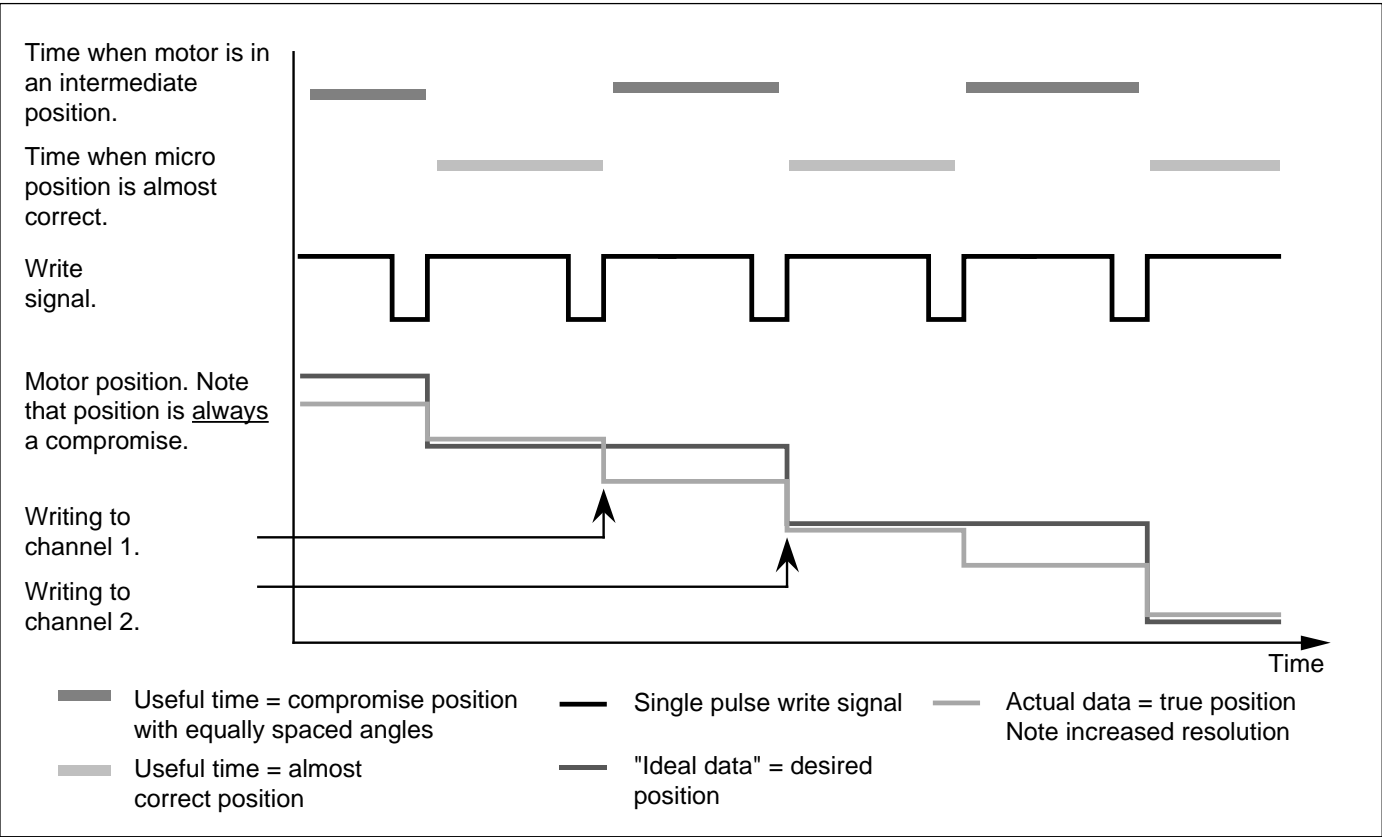 Time when motor is in
an intermediate
position.
Time when micro
position is almost
correct.
Write
signal.
Motor position. Note
that position is always
a compromise.
Writing to
channel 1.
Writing to
channel 2.
Time
Useful time = compromise position
with equally spaced angles
Useful time = almost
correct position
Single pulse write signal
"Ideal data" = desired
position
Actual data = true position
Note increased resolution